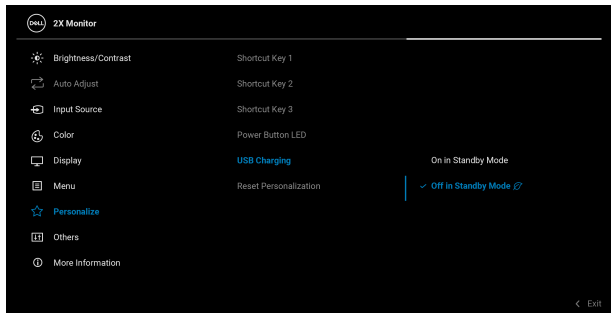 DELL 2X Monitor
Brightness/Contrast Shortcut Key 1
Auto Adjust Shortcut Key 2
Input Source Shortcut Key 3
Color Power Button LED
Display USB Charging On in Standby Mode
Menu Reset Personalization Off in Standby Mode
Personalize
Others
More Information
Exit